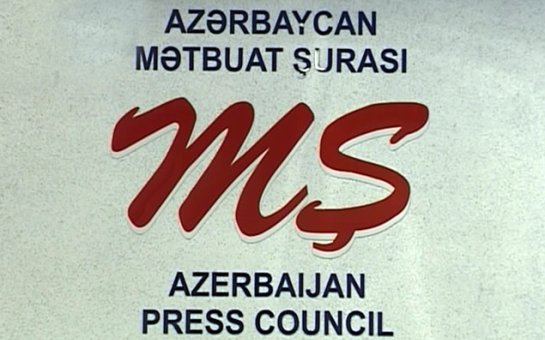 AZƏRBAYCAN
MƏTBUAT ŞURASI
MŞ
AZERBAIJAN
PRESS COUNCIL